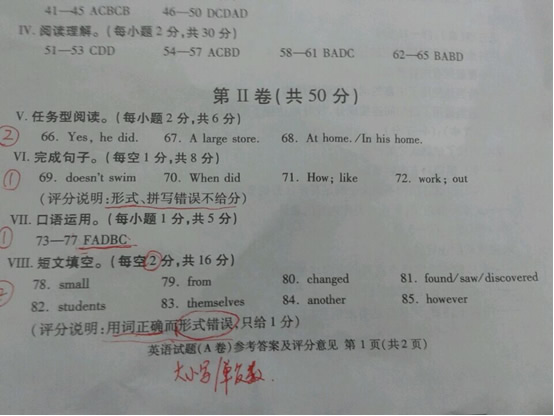 41—45 ACBCB 46—50 DCDAD
IV. 阅读理解。(每小题2分,共30分)
51—53 CDD 54—57 ACBD 58—61 BADC 62—65 BABD
第 II 卷(共50分)
V. 任务型阅读。(每小题2分,共6分)
② 66. Yes, he did. 67. A large store. 68. At home./In his home.
VI. 完成句子。(每空1分,共8分)
① 69. doesn't swim 70. When did 71. How; like 72. work; out
(评分说明:形式、拼写错误不给分)
VII. 口语运用。(每小题1分,共5分)
① 73—77 FADBC
VIII. 短文填空。(每空2分,共16分)
78. small 79. from 80. changed 81. found/saw/discovered
82. students 83. themselves 84. another 85. however
(评分说明:用词正确而形式错误,只给1分)
英语试题(A卷)参考答案及评分意见 第1页(共2页)
大小写/单复数.